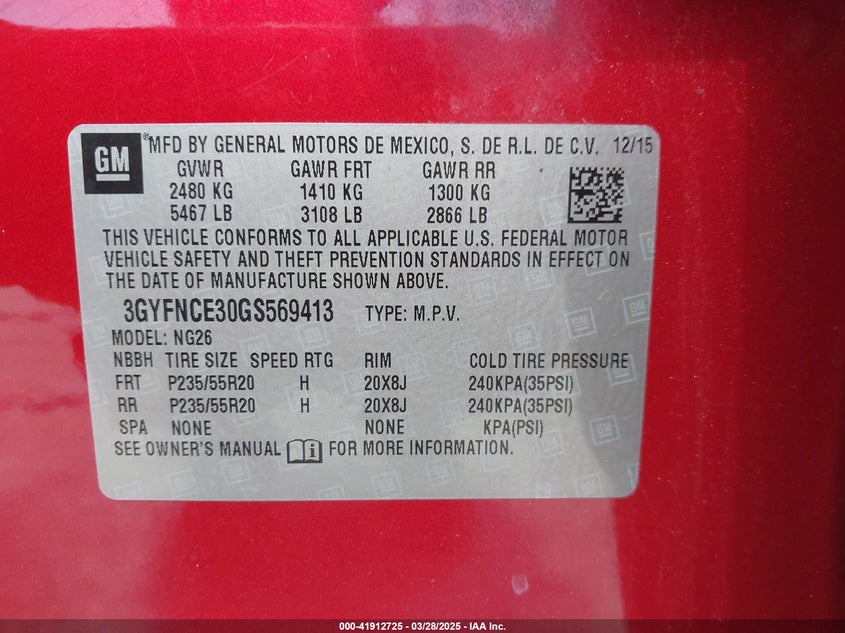 GM ® MFD BY GENERAL MOTORS DE MEXICO, S. DE R.L. DE C.V. 12/15
GVWR GAWR FRT GAWR RR
2480 KG 1410 KG 1300 KG
5467 LB 3108 LB 2866 LB
THIS VEHICLE CONFORMS TO ALL APPLICABLE U.S. FEDERAL MOTOR
VEHICLE SAFETY AND THEFT PREVENTION STANDARDS IN EFFECT ON
THE DATE OF MANUFACTURE SHOWN ABOVE.
3GYFNCE30GS569413 TYPE: M.P.V.
MODEL: NG26
NBBH TIRE SIZE SPEED RTG RIM COLD TIRE PRESSURE
FRT P235/55R20 H 20X8J 240KPA(35PSI)
RR P235/55R20 H 20X8J 240KPA(35PSI)
SPA NONE NONE KPA(PSI)
SEE OWNER'S MANUAL i FOR MORE INFORMATION.
000-41912725 | 03/28/2025 - IAA Inc.